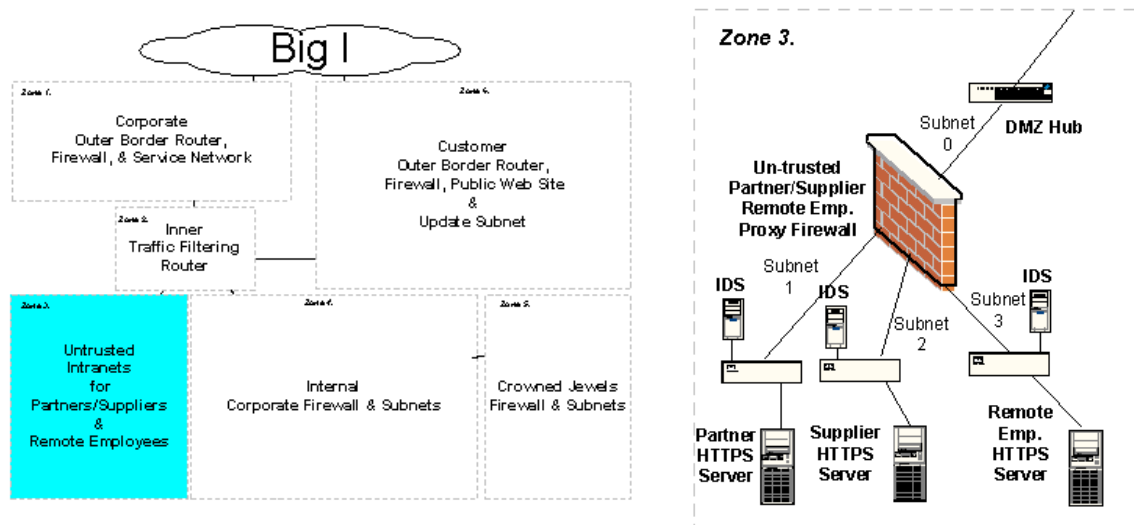 Big I
Zone 1.
Corporate
Outer Border Router,
Firewall, & Service Network
Customer
Outer Border Router,
Firewall, Public Web Site
&
Update Subnet
Zone 2.
Inner
Traffic Filtering
Router
Zone 3.
Untrusted
Intranets
for
Partners/Suppliers
&
Remote Employees
Internal
Corporate Firewall & Subnets
Zone 5.
Crowned Jewels
Firewall & Subnets
Zone 3.
DMZ Hub
Subnet
0
Un-trusted
Partner/Supplier
Remote Emp.
Proxy Firewall
Subnet
1
IDS
IDS
Subnet
2
Subnet
3
IDS
Partner
HTTPS
Server
Supplier
HTTPS
Server
Remote
Emp.
HTTPS
Server